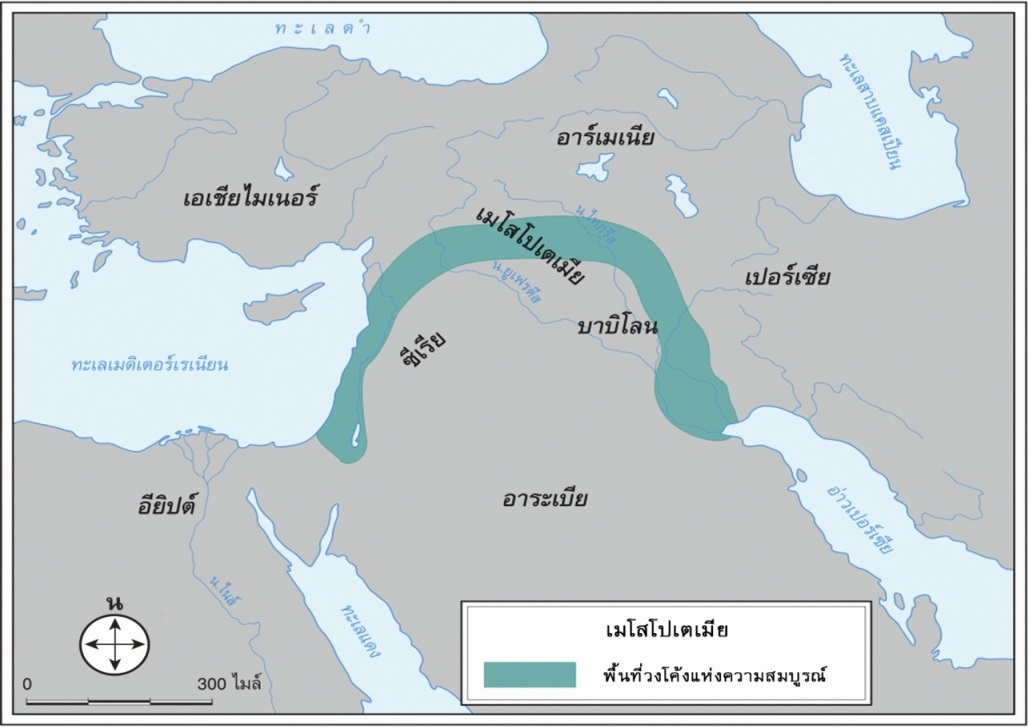 ทะเลดำ
ทะเลสาบแคสเปียน
อาร์เมเนีย
เอเชียไมเนอร์
เมโสโปเตเมีย
น.ไทกริส
น.ยูเฟรตีส
เปอร์เซีย
บาบิโลน
ซีเรีย
ทะเลเมดิเตอร์เรเนียน
อียิปต์
อาระเบีย
อ่าวเปอร์เซีย
น.ไนล์
ทะเลแดง
น
0 300 ไมล์
เมโสโปเตเมีย
พื้นที่วงโค้งแห่งความสมบูรณ์